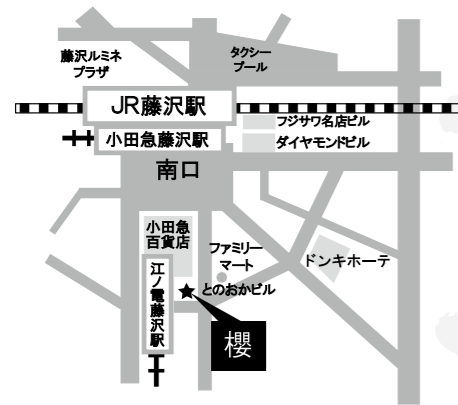 藤沢ルミネ
プラザ
タクシー
プール
JR藤沢駅
フジサワ名店ビル
小田急藤沢駅
ダイヤモンドビル
南口
小田急
百貨店
ファミリー
マート
ドンキホーテ
江ノ電藤沢駅
とのおかビル
櫻